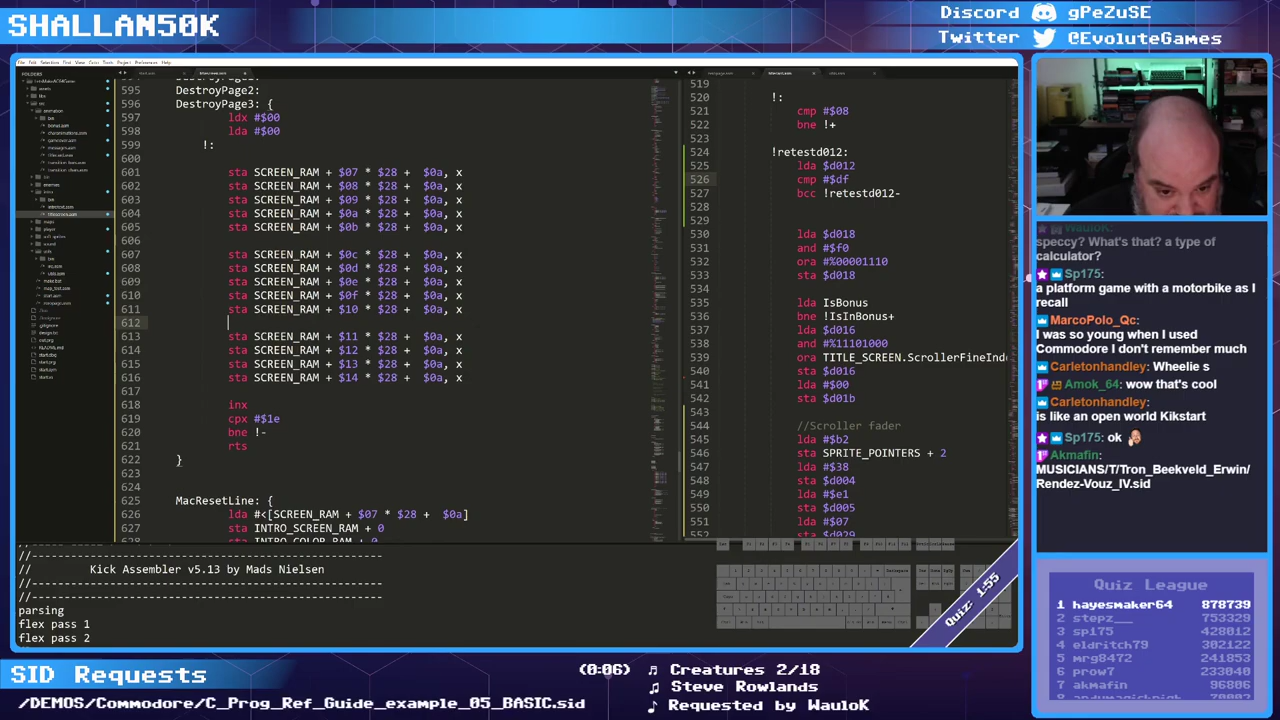 SHALLAN50K
Discord gPeZuSE
Twitter @EvoluteGames
595
DestroyPage2:
596 DestroyPage3: {
597 ldx #$00
598 lda #$00
599 !:
600
601 sta SCREEN_RAM + $07 * $28 + $0a, x
602 sta SCREEN_RAM + $08 * $28 + $0a, x
603 sta SCREEN_RAM + $09 * $28 + $0a, x
604 sta SCREEN_RAM + $0a * $28 + $0a, x
605 sta SCREEN_RAM + $0b * $28 + $0a, x
606
607 sta SCREEN_RAM + $0c * $28 + $0a, x
608 sta SCREEN_RAM + $0d * $28 + $0a, x
609 sta SCREEN_RAM + $0e * $28 + $0a, x
610 sta SCREEN_RAM + $0f * $28 + $0a, x
611 sta SCREEN_RAM + $10 * $28 + $0a, x
612
613 sta SCREEN_RAM + $11 * $28 + $0a, x
614 sta SCREEN_RAM + $12 * $28 + $0a, x
615 sta SCREEN_RAM + $13 * $28 + $0a, x
616 sta SCREEN_RAM + $14 * $28 + $0a, x
617
618 inx
619 cpx #$1e
620 bne !-
621 rts
622 }
623
624
625 MacResetLine: {
626 lda #<[SCREEN_RAM + $07 * $28 + $0a]
627 sta INTRO_SCREEN_RAM + 0
628 sta INTRO_COLOR_RAM + 0
519
520 !:
521 cmp #$08
522 bne !+
523
524 !retestd012:
525 lda $d012
526 cmp #$df
527 bcc !retestd012-
528
529
530 lda $d018
531 and #$f0
532 ora #%00001110
533 sta $d018
534
535 lda IsBonus
536 bne !IsInBonus+
537 lda $d016
538 and #%11101000
539 ora TITLE_SCREEN.ScrollerFineInd
540 sta $d016
541 lda #$00
542 sta $d01b
543
544 //Scroller fader
545 lda #$b2
546 sta SPRITE_POINTERS + 2
547 lda #$38
548 sta $d004
549 lda #$e1
550 sta $d005
551 lda #$07
552 sta $d029
//------------------------------------------------------
// Kick Assembler v5.13 by Mads Nielsen
//------------------------------------------------------
parsing
flex pass 1
flex pass 2
Quiz: 1:55
WauloK:
speccy? What's that? a type of
calculator?
Sp175:
a platform game with a motorbike as I
recall
MarcoPolo_Qc:
I was so young when I used
Commodore I don't remember much
Carletonhandley: Wheelie s
Amok_64: wow that's cool
Carletonhandley:
is like an open world Kikstart
Sp175: ok
Akmafin:
MUSICIANS/T/Tron_Beekveld_Erwin/
Rendez-Vouz_IV.sid
Quiz League
1 hayesmaker64 878739
2 stepz__ 753329
3 sp175 428012
4 eldritch79 302122
5 mrg8472 241853
6 prow7 233040
7 akmafin 96806
SID Requests
(0:06) Creatures 2/18
Steve Rowlands
Requested by WauloK